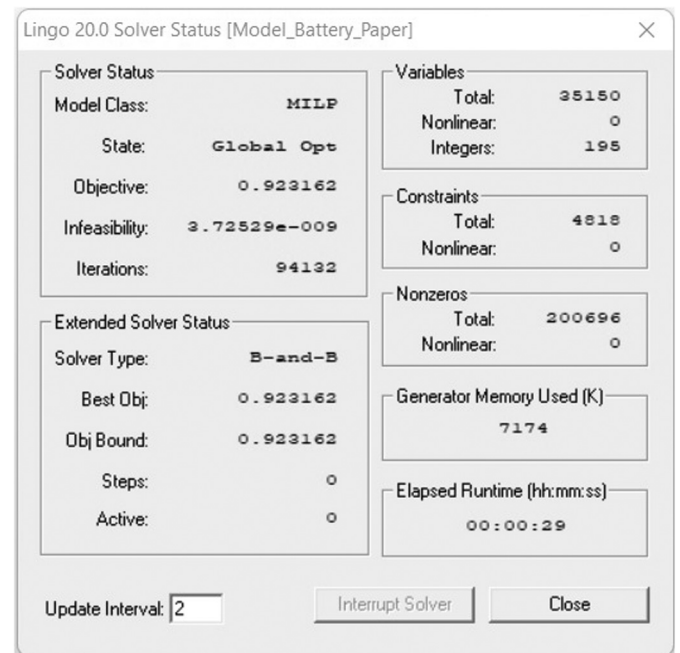 Lingo 20.0 Solver Status [Model_Battery_Paper]
Solver Status
Model Class: MILP
State: Global Opt
Objective: 0.923162
Infeasibility: 3.72529e-009
Iterations: 94132
Extended Solver Status
Solver Type: B-and-B
Best Obj: 0.923162
Obj Bound: 0.923162
Steps: 0
Active: 0
Variables
Total: 35150
Nonlinear: 0
Integers: 195
Constraints
Total: 4818
Nonlinear: 0
Nonzeros
Total: 200696
Nonlinear: 0
Generator Memory Used (K)
7174
Elapsed Runtime (hh:mm:ss)
00:00:29
Update Interval: 2
Interrupt Solver
Close